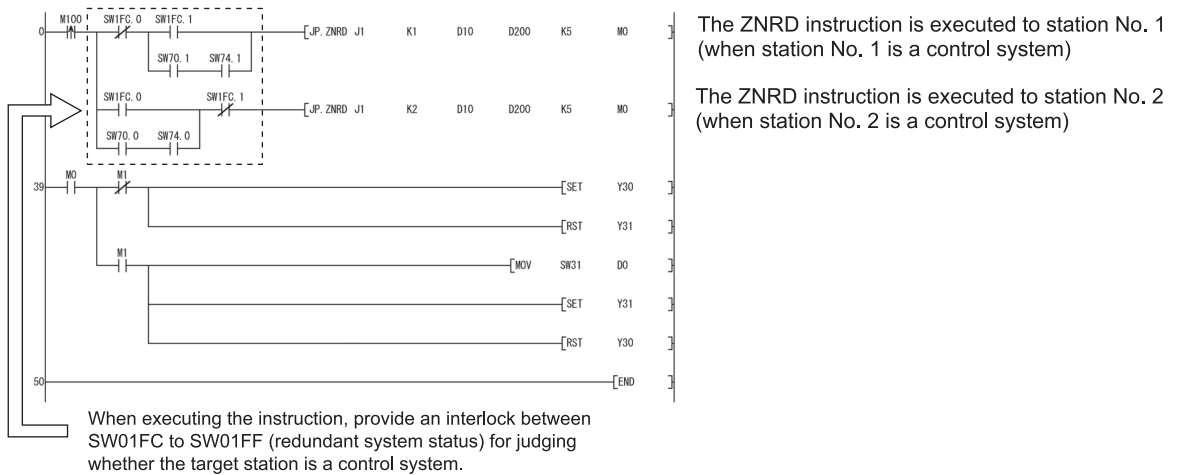 M100 SW1FC.0 SW1FC.1
0 [JP.ZNRD J1 K1 D10 D200 K5 M0 ]
SW70.1 SW74.1
SW1FC.0 SW1FC.1
[JP.ZNRD J1 K2 D10 D200 K5 M0 ]
SW70.0 SW74.0
M0 M1
39 [SET Y30 ]
[RST Y31 ]
M1
[MOV SW31 D0 ]
[SET Y31 ]
[RST Y30 ]
50 [END ]
The ZNRD instruction is executed to station No. 1
(when station No. 1 is a control system)
The ZNRD instruction is executed to station No. 2
(when station No. 2 is a control system)
When executing the instruction, provide an interlock between
SW01FC to SW01FF (redundant system status) for judging
whether the target station is a control system.